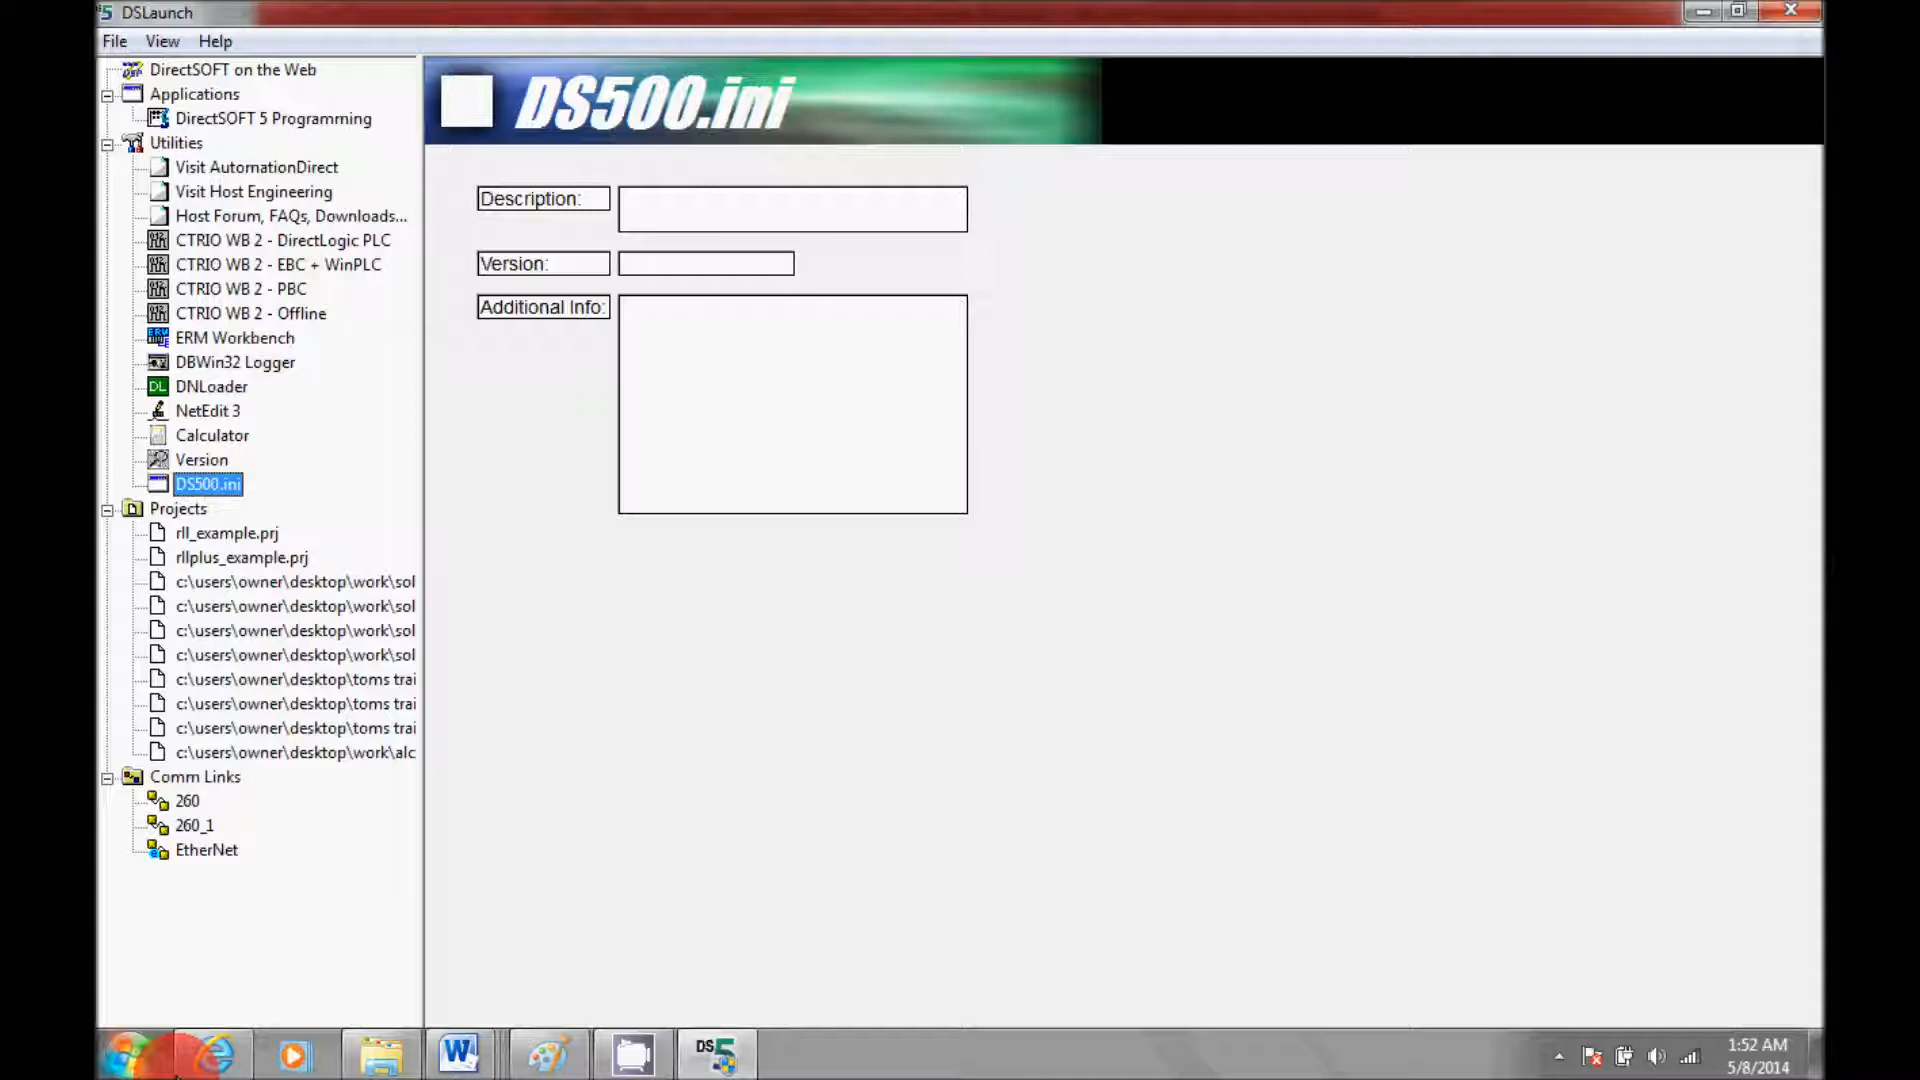 DSLaunch
File View Help
DirectSOFT on the Web
Applications
DirectSOFT 5 Programming
Utilities
Visit AutomationDirect
Visit Host Engineering
Host Forum, FAQs, Downloads...
CTRIO WB 2 - DirectLogic PLC
CTRIO WB 2 - EBC + WinPLC
CTRIO WB 2 - PBC
CTRIO WB 2 - Offline
ERM Workbench
DBWin32 Logger
DL DNLoader
NetEdit 3
Calculator
Version
DS500.ini
Projects
rll_example.prj
rllplus_example.prj
c:\users\owner\desktop\work\sol
c:\users\owner\desktop\work\sol
c:\users\owner\desktop\work\sol
c:\users\owner\desktop\work\sol
c:\users\owner\desktop\toms trai
c:\users\owner\desktop\toms trai
c:\users\owner\desktop\toms trai
c:\users\owner\desktop\work\alc
Comm Links
260
260_1
EtherNet
DS500.ini
Description:
Version:
Additional Info:
DS5
1:52 AM
5/8/2014